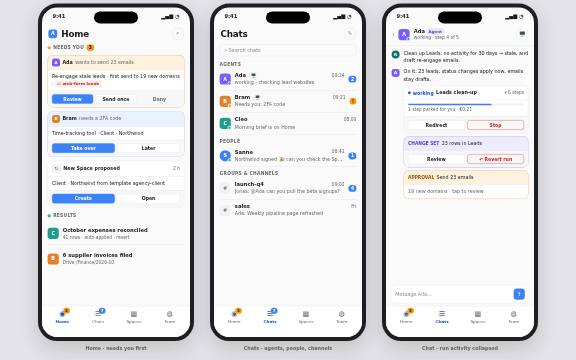 9:41
A Home
NEEDS YOU 3
A Ada wants to send 23 emails
Re-engage stale leads · first send to 19 new domains
web-form leads
Review Send once Deny
B Bram needs a 2FA code
Time-tracking tool · Client · Northwind
Take over Later
New Space proposed 2 h
Client · Northwind from template agency-client
Create Open
RESULTS
C October expenses reconciled
41 rows · auto-applied · revert
B 6 supplier invoices filed
Drive /Finance/2026-10
Home Chats Spaces Team
Home · needs you first
9:41
Chats
Search chats
AGENTS
A Ada 09:24
working · checking lead websites 2
B Bram 09:21
Needs you: 2FA code 1
C Cleo 08:00
Morning brief is on Home
PEOPLE
S Sanne 08:41
Northwind signed 🎉 can you check the Sp... 1
GROUPS & CHANNELS
# launch-q4 09:02
Jonas: @Ada can you pull the beta signups? 4
# sales
Ada: Weekly pipeline page refreshed
Home Chats Spaces Team
Chats · agents, people, channels
9:41
A Ada Agent
working · step 4 of 5
Clean up Leads: no activity for 30 days → stale, and
draft re-engage emails.
A On it. 23 leads; status changes apply now, emails
stay drafts.
working Leads clean-up 6 steps
1 step parked for you · €0.21
Redirect Stop
CHANGE SET 23 rows in Leads
Review Revert run
APPROVAL Send 23 emails
19 new domains · tap to review
Message Ada...
Home Chats Spaces Team
Chat · run activity collapsed